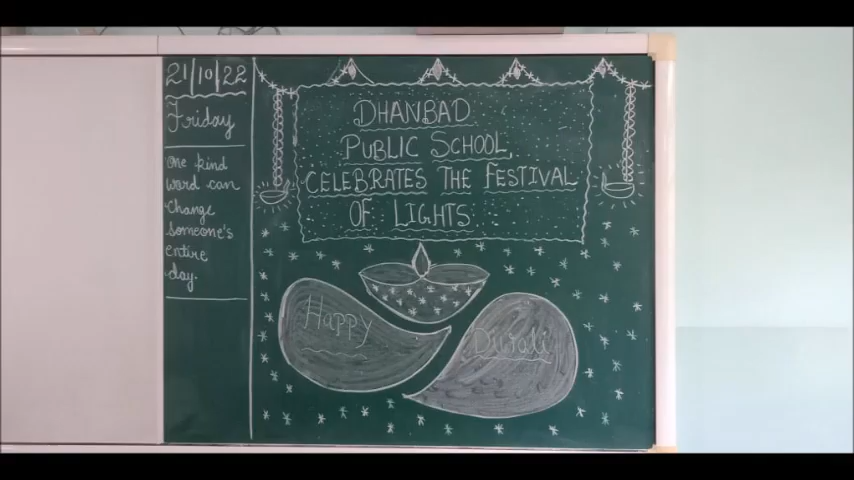 21/10/22
Friday
One kind
word can
Change
someone's
entire
day.
DHANBAD
PUBLIC SCHOOL,
CELEBRATES THE FESTIVAL
OF LIGHTS
Happy
Diwali